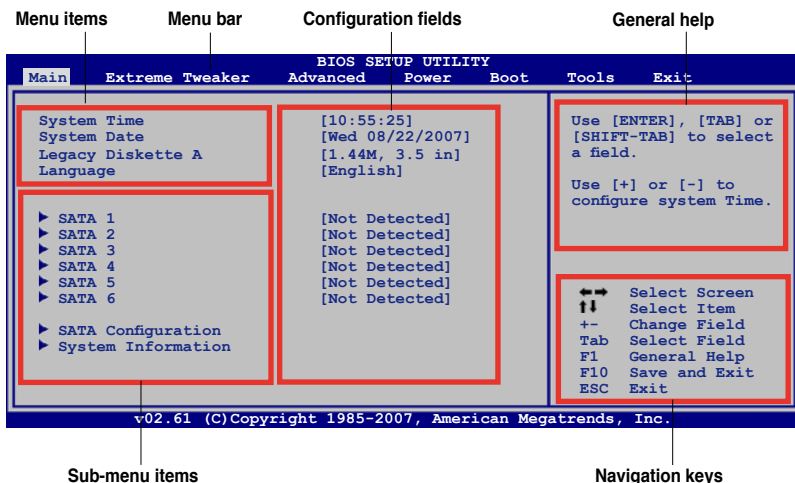 Menu items Menu bar Configuration fields General help
BIOS SETUP UTILITY
Main Extreme Tweaker Advanced Power Boot Tools Exit
System Time [10:55:25]
System Date [Wed 08/22/2007]
Legacy Diskette A [1.44M, 3.5 in]
Language [English]
SATA 1 [Not Detected]
SATA 2 [Not Detected]
SATA 3 [Not Detected]
SATA 4 [Not Detected]
SATA 5 [Not Detected]
SATA 6 [Not Detected]
SATA Configuration
System Information
Use [ENTER], [TAB] or
[SHIFT-TAB] to select
a field.
Use [+] or [-] to
configure system Time.
Select Screen
Select Item
+- Change Field
Tab Select Field
F1 General Help
F10 Save and Exit
ESC Exit
v02.61 (C)Copyright 1985-2007, American Megatrends, Inc.
Sub-menu items Navigation keys